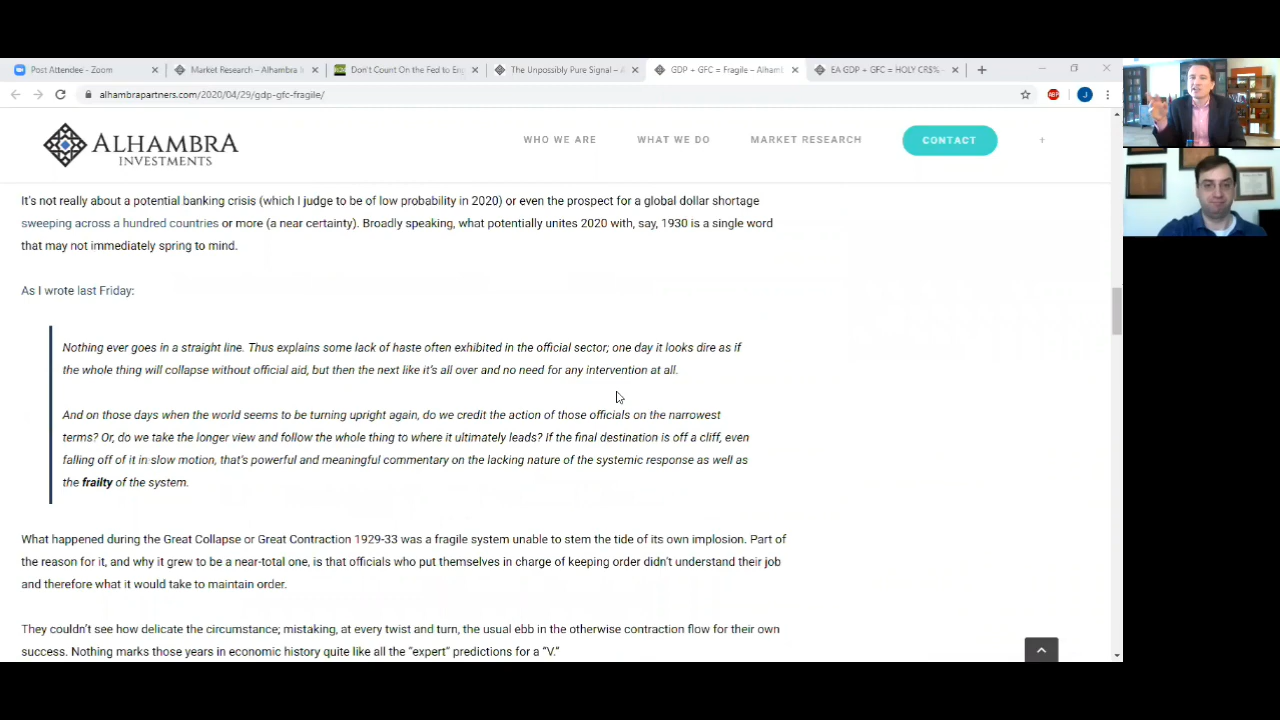 Post Attendee - Zoom
Market Research – Alhambra
Don't Count On the Fed to
The Unpossibly Pure Signal –
GDP + GFC = Fragile – Alham
EA GDP + GFC = HOLY CR$% -
alhambrapartners.com/2020/04/29/gdp-gfc-fragile/
ABP
J
ALHAMBRA
INVESTMENTS
WHO WE ARE
WHAT WE DO
MARKET RESEARCH
CONTACT
+
It's not really about a potential banking crisis (which I judge to be of low probability in 2020) or even the prospect for a global dollar shortage
sweeping across a hundred countries or more (a near certainty). Broadly speaking, what potentially unites 2020 with, say, 1930 is a single word
that may not immediately spring to mind.
As I wrote last Friday:
Nothing ever goes in a straight line. Thus explains some lack of haste often exhibited in the official sector; one day it looks dire as if
the whole thing will collapse without official aid, but then the next like it's all over and no need for any intervention at all.
And on those days when the world seems to be turning upright again, do we credit the action of those officials on the narrowest
terms? Or, do we take the longer view and follow the whole thing to where it ultimately leads? If the final destination is off a cliff, even
falling off of it in slow motion, that's powerful and meaningful commentary on the lacking nature of the systemic response as well as
the frailty of the system.
What happened during the Great Collapse or Great Contraction 1929-33 was a fragile system unable to stem the tide of its own implosion. Part of
the reason for it, and why it grew to be a near-total one, is that officials who put themselves in charge of keeping order didn't understand their job
and therefore what it would take to maintain order.
They couldn't see how delicate the circumstance; mistaking, at every twist and turn, the usual ebb in the otherwise contraction flow for their own
success. Nothing marks those years in economic history quite like all the “expert” predictions for a “V.”